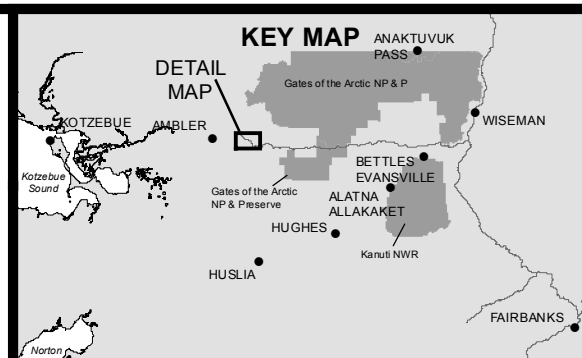 KEY MAP
ANAKTUVUK
PASS
DETAIL
MAP
Gates of the Arctic NP & P
KOTZEBUE
AMBLER
WISEMAN
Kotzebue
Sound
BETTLES
EVANSVILLE
Gates of the Arctic
NP & Preserve
ALATNA
ALLAKAKET
HUGHES
Kanuti NWR
HUSLIA
FAIRBANKS
Norton